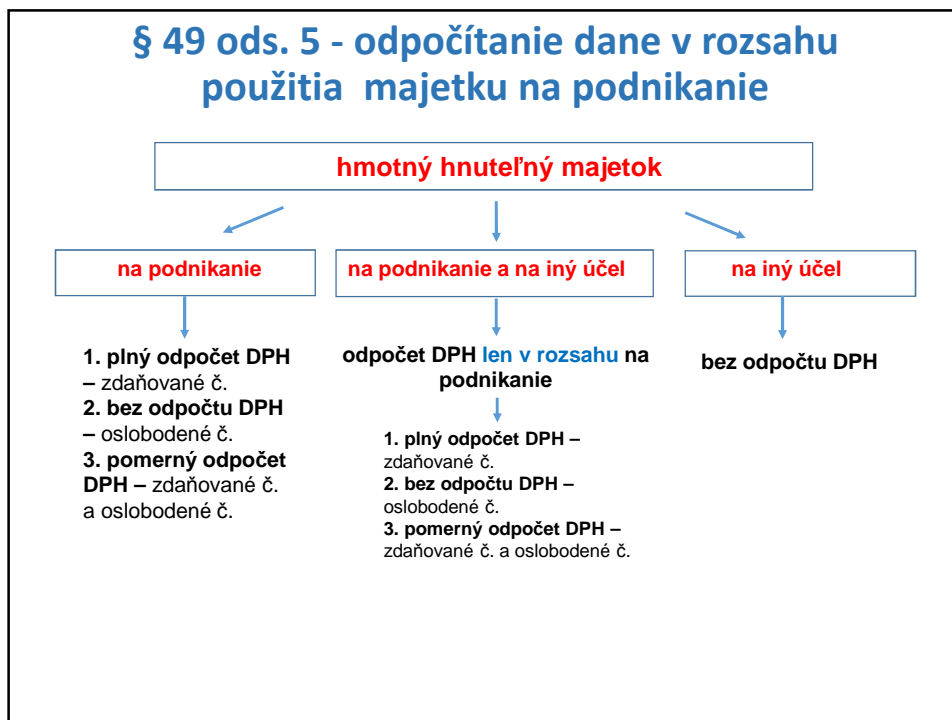 § 49 ods. 5 - odpočítanie dane v rozsahu
použitia majetku na podnikanie
hmotný hnuteľný majetok
na podnikanie
1. plný odpočet DPH
– zdaňované č.
2. bez odpočtu DPH
– oslobodené č.
3. pomerný odpočet
DPH – zdaňované č.
a oslobodené č.
na podnikanie a na iný účel
odpočet DPH len v rozsahu na
podnikanie
1. plný odpočet DPH –
zdaňované č.
2. bez odpočtu DPH –
oslobodené č.
3. pomerný odpočet DPH –
zdaňované č. a oslobodené č.
na iný účel
bez odpočtu DPH